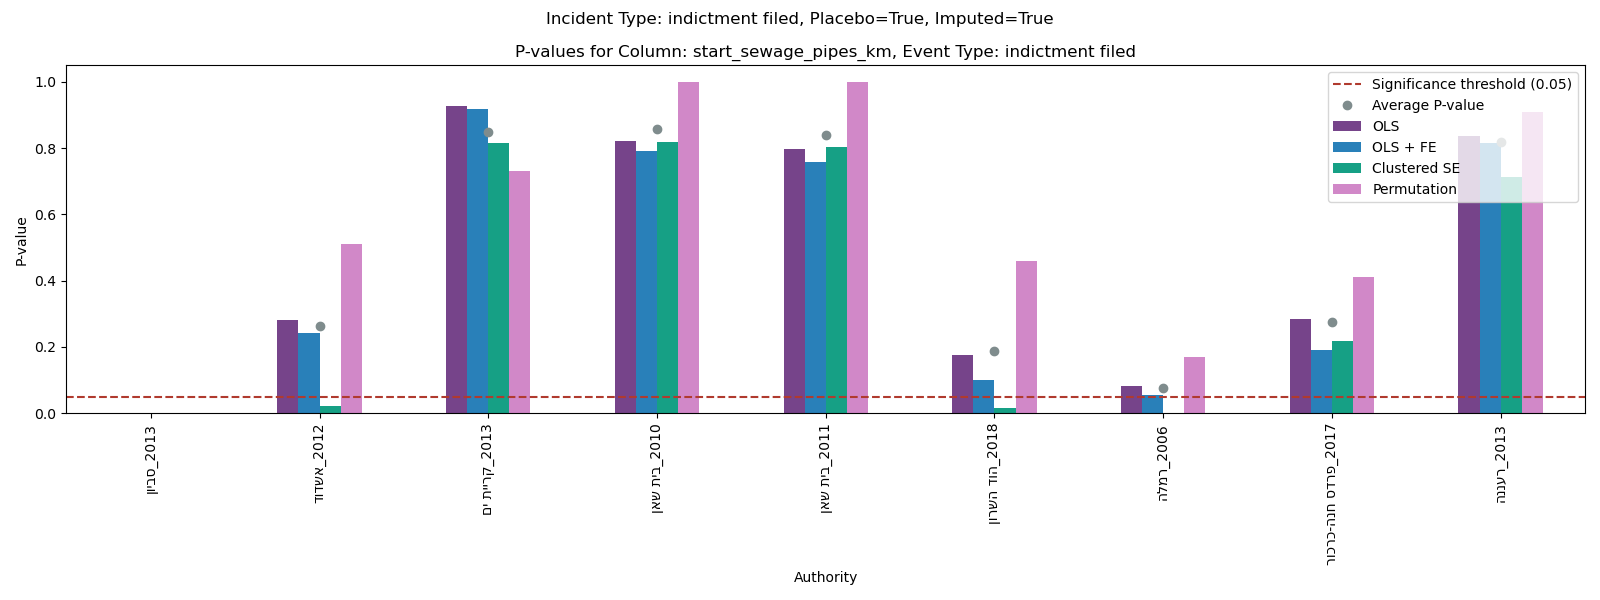 Incident Type: indictment filed, Placebo=True, Imputed=True
P-values for Column: start_sewage_pipes_km, Event Type: indictment filed
P-value
1.0
0.8
0.6
0.4
0.2
0.0
Significance threshold (0.05)
Average P-value
OLS
OLS + FE
Clustered SE
Permutation
סביון_2013
אשדוד_2012
קריית ים_2013
בית שאן_2010
בית שאן_2011
הוד השרון_2018
רמלה_2006
פרדס חנה-כרכור_2017
רעננה_2013
Authority